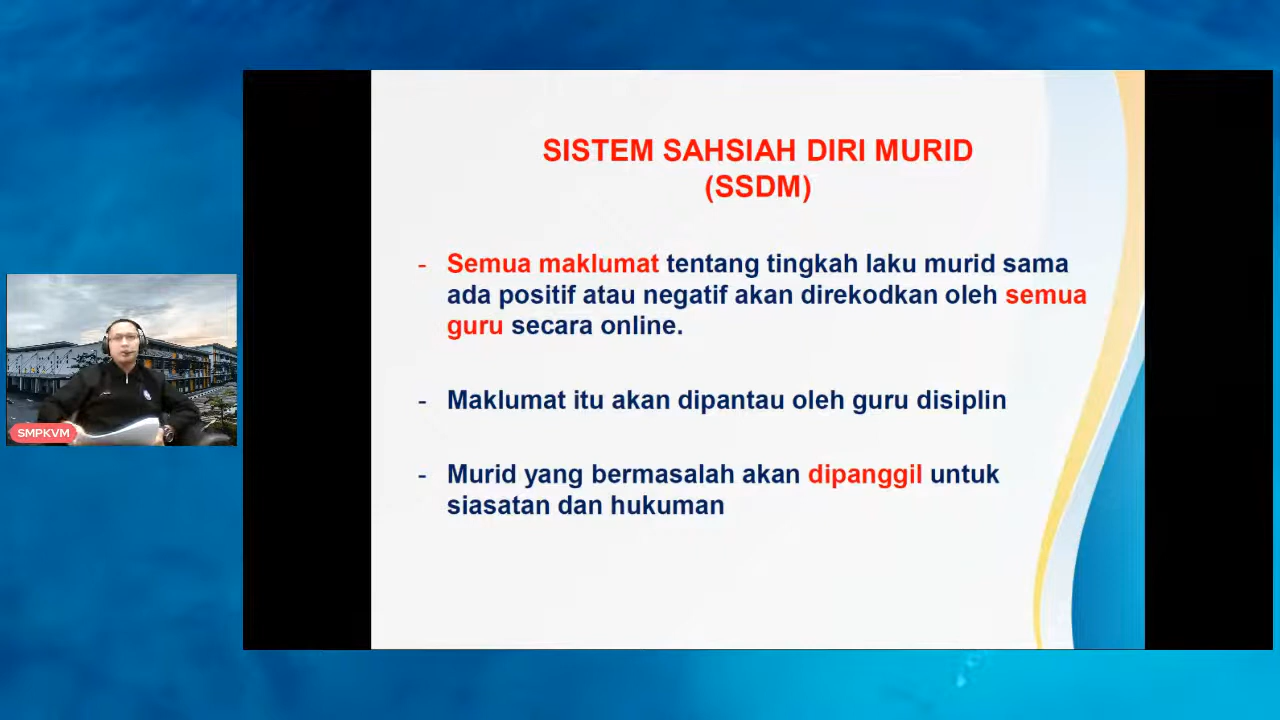 SISTEM SAHSIAH DIRI MURID
(SSDM)
- Semua maklumat tentang tingkah laku murid sama
ada positif atau negatif akan direkodkan oleh semua
guru secara online.
- Maklumat itu akan dipantau oleh guru disiplin
- Murid yang bermasalah akan dipanggil untuk
siasatan dan hukuman
SMPKVM